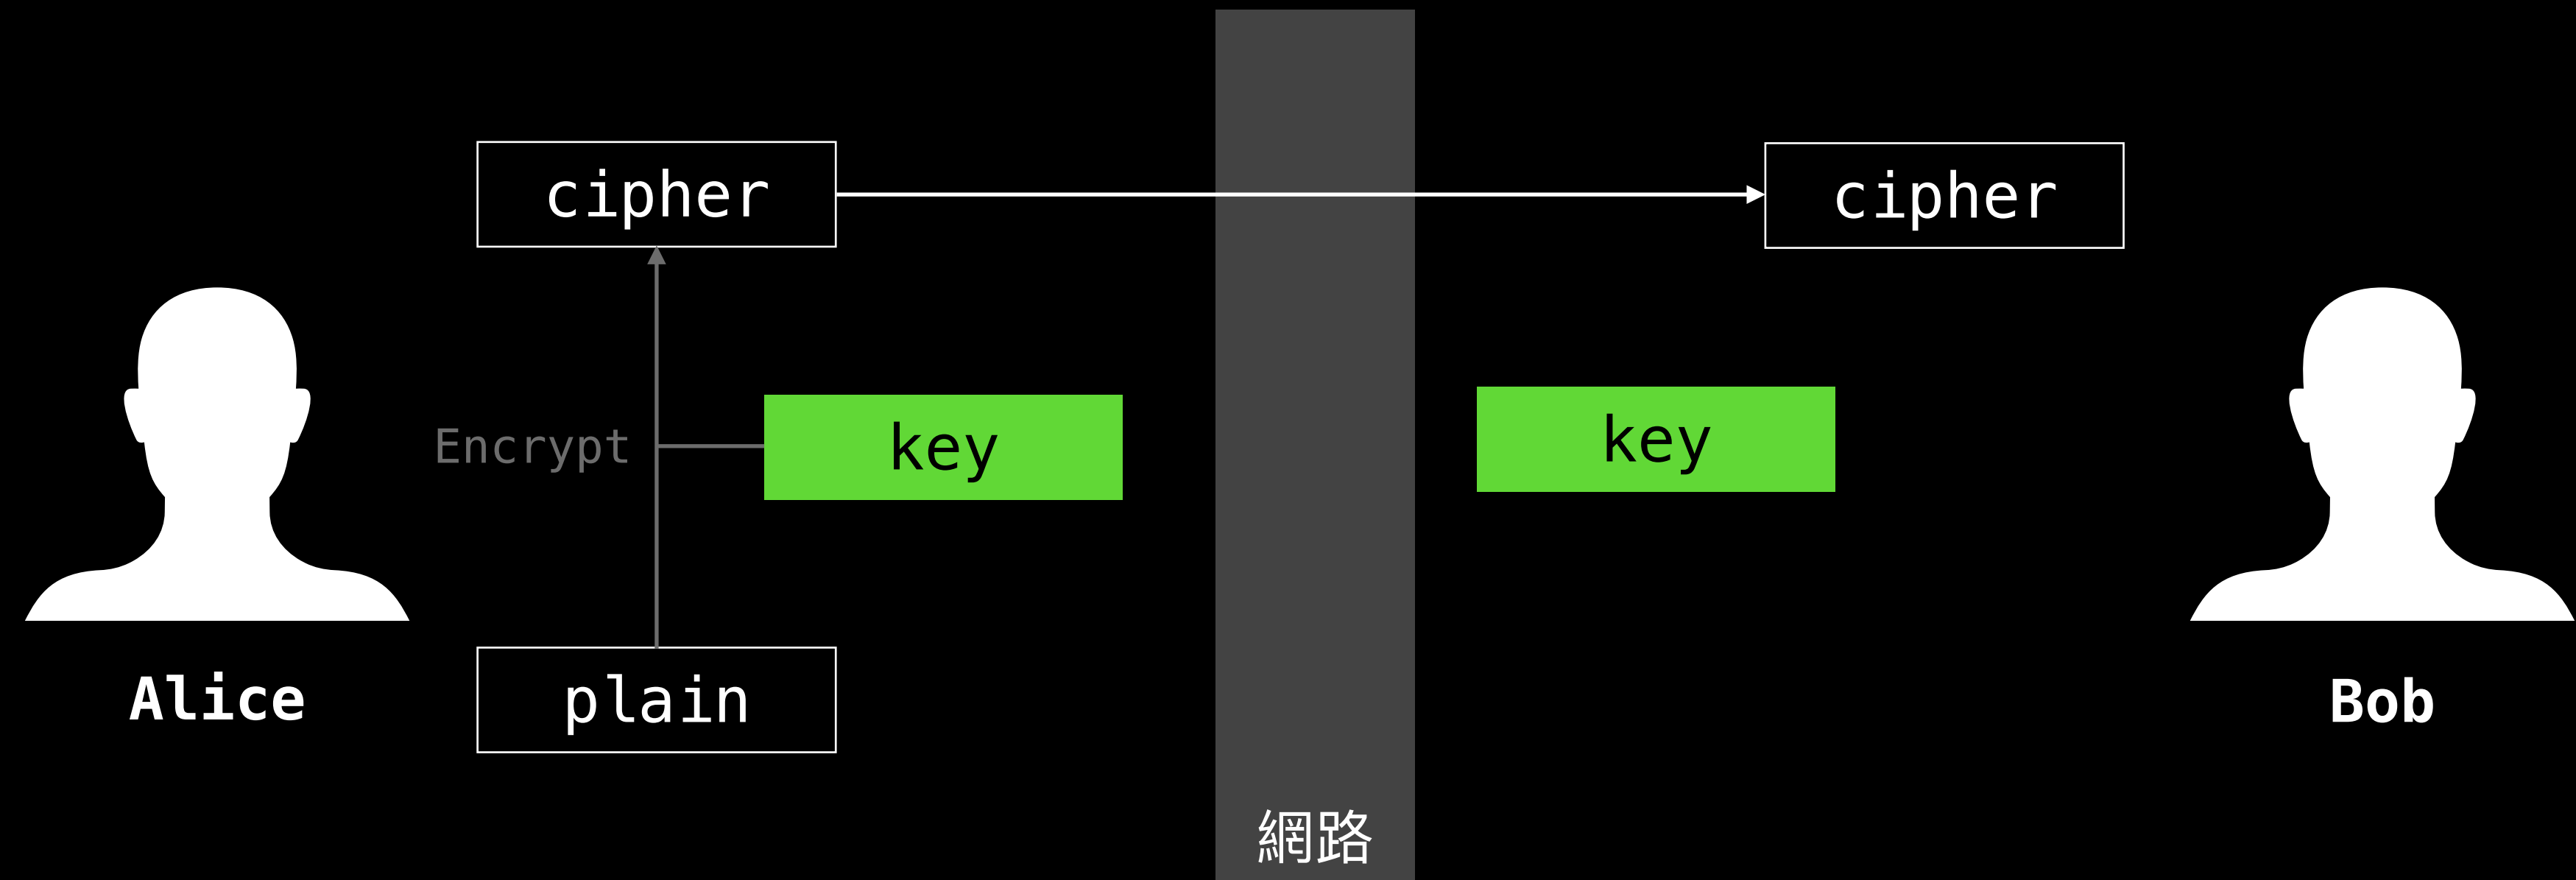 cipher
cipher
Encrypt
key
key
Alice
plain
Bob
網路